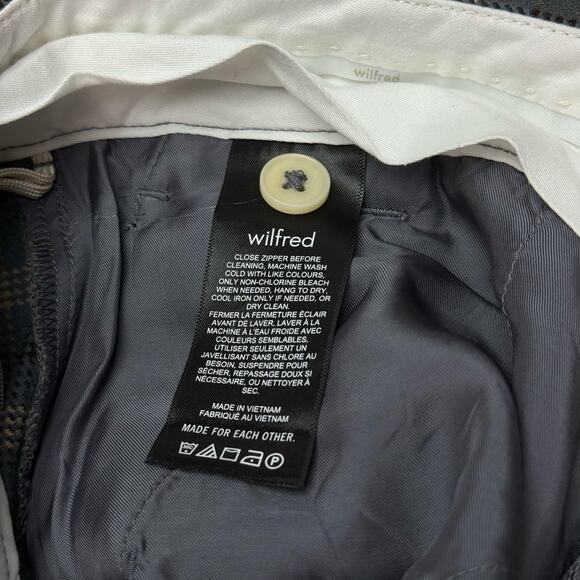 wilfred
wilfred
CLOSE ZIPPER BEFORE
CLEANING, MACHINE WASH
COLD WITH LIKE COLOURS,
ONLY NON-CHLORINE BLEACH
WHEN NEEDED, HANG TO DRY,
COOL IRON ONLY IF NEEDED, OR
DRY CLEAN.
FERMER LA FERMETURE ÉCLAIR
AVANT DE LAVER, LAVER À LA
MACHINE À L'EAU FROIDE AVEC
COULEURS SEMBLABLES,
UTILISER SEULEMENT UN
JAVELLISANT SANS CHLORE AU
BESOIN, SUSPENDRE POUR
SÉCHER, REPASSAGE DOUX SI
NÉCESSAIRE, OU NETTOYER À
SEC.
MADE IN VIETNAM
FABRIQUÉ AU VIETNAM
MADE FOR EACH OTHER.